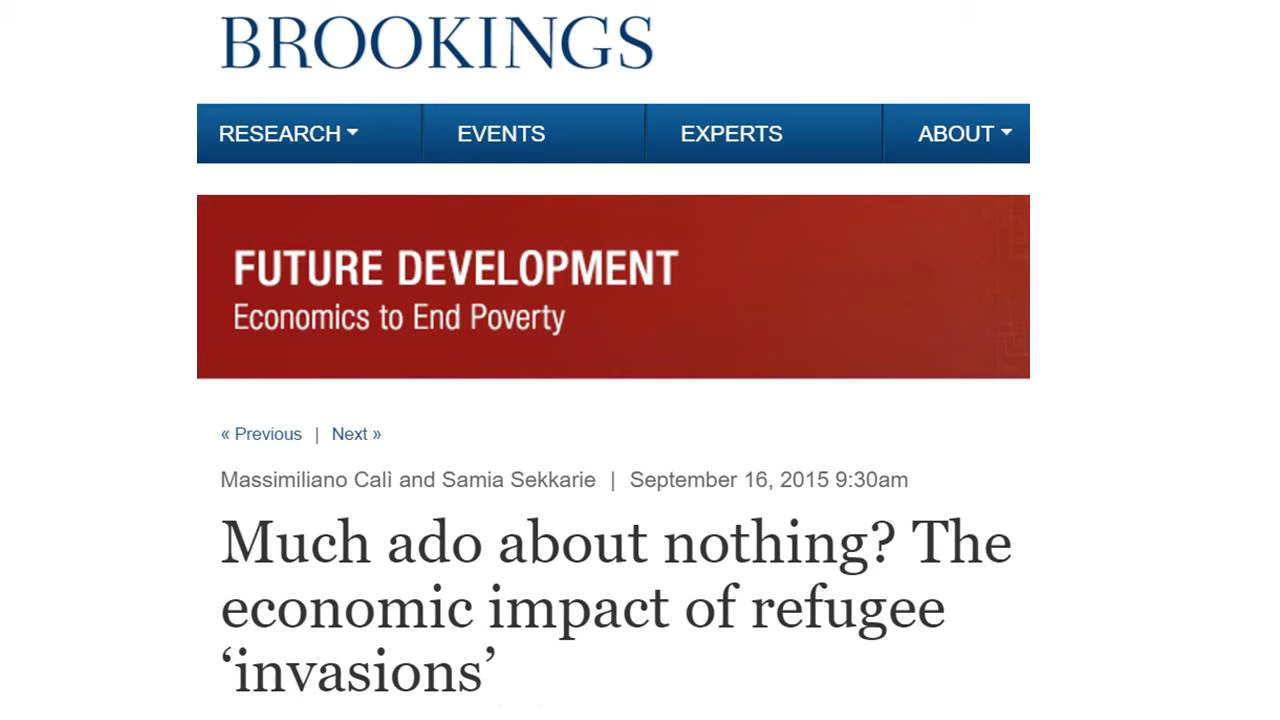 BROOKINGS
RESEARCH EVENTS EXPERTS ABOUT
FUTURE DEVELOPMENT
Economics to End Poverty
« Previous | Next »
Massimiliano Calì and Samia Sekkarie | September 16, 2015 9:30am
Much ado about nothing? The
economic impact of refugee
‘invasions’